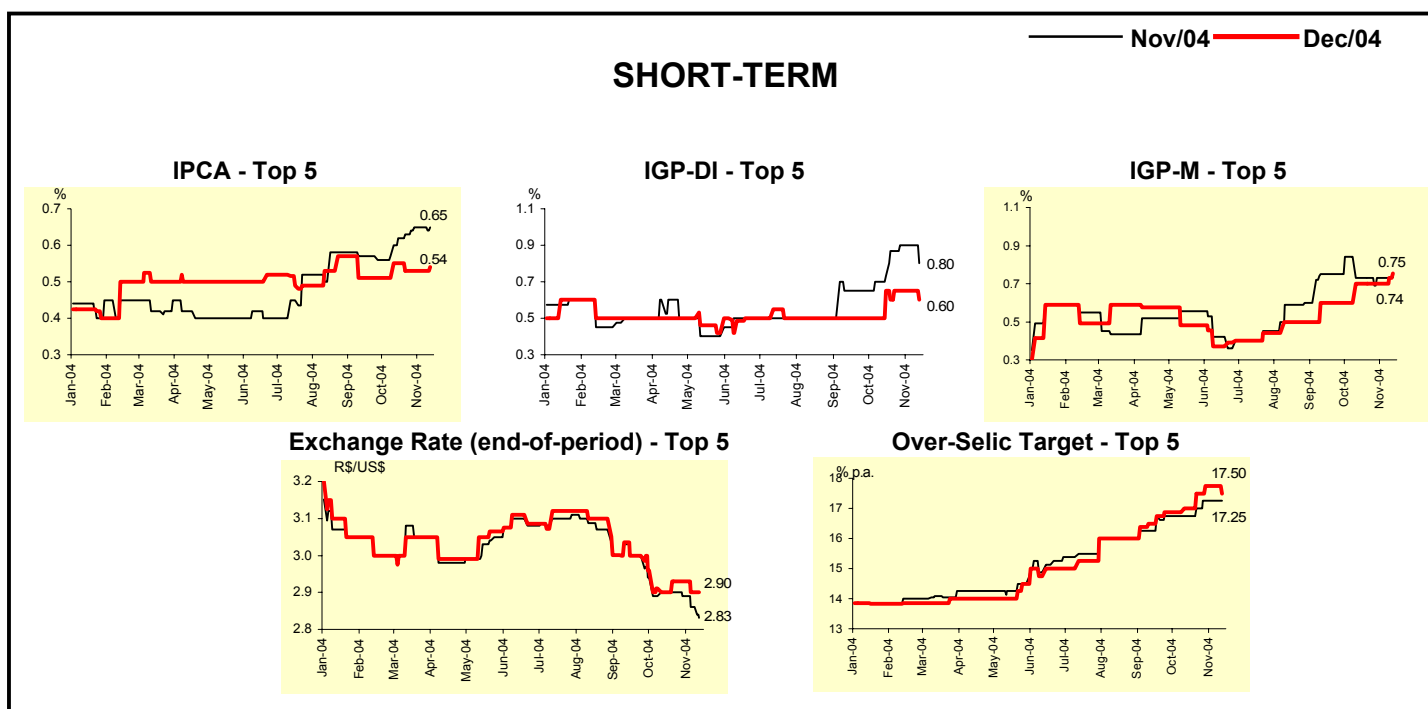 Nov/04 Dec/04
SHORT-TERM
IPCA - Top 5
%
0.7
0.6
0.5
0.4
0.3
0.65
0.54
Jan-04 Feb-04 Mar-04 Apr-04 May-04 Jun-04 Jul-04 Aug-04 Sep-04 Oct-04 Nov-04
IGP-DI - Top 5
%
1.1
0.9
0.7
0.5
0.3
0.80
0.60
Jan-04 Feb-04 Mar-04 Apr-04 May-04 Jun-04 Jul-04 Aug-04 Sep-04 Oct-04 Nov-04
IGP-M - Top 5
%
1.1
0.9
0.7
0.5
0.3
0.75
0.74
Jan-04 Feb-04 Mar-04 Apr-04 May-04 Jun-04 Jul-04 Aug-04 Sep-04 Oct-04 Nov-04
Exchange Rate (end-of-period) - Top 5
R$/US$
3.2
3.1
3.0
2.9
2.8
2.90
2.83
Jan-04 Feb-04 Mar-04 Apr-04 May-04 Jun-04 Jul-04 Aug-04 Sep-04 Oct-04 Nov-04
Over-Selic Target - Top 5
% p.a.
18
17
16
15
14
13
17.50
17.25
Jan-04 Feb-04 Mar-04 Apr-04 May-04 Jun-04 Jul-04 Aug-04 Sep-04 Oct-04 Nov-04